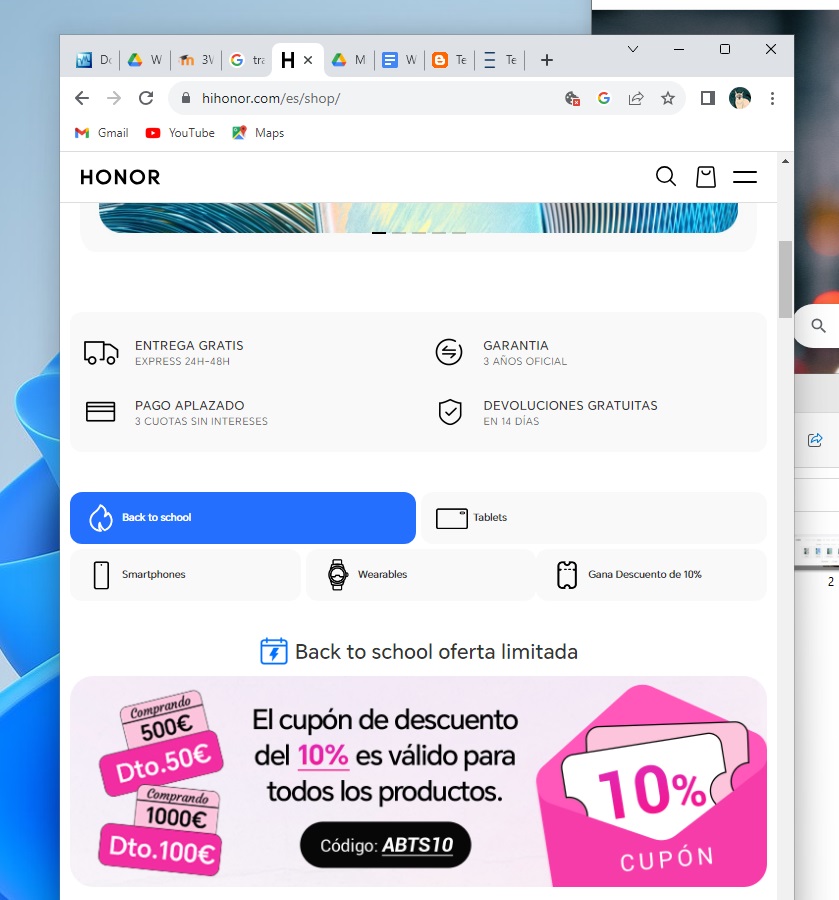 Dc
W
3V
tra
H
M
W
Te
Te
hihonor.com/es/shop/
Gmail
YouTube
Maps
HONOR
ENTREGA GRATIS
EXPRESS 24H-48H
GARANTIA
3 AÑOS OFICIAL
PAGO APLAZADO
3 CUOTAS SIN INTERESES
DEVOLUCIONES GRATUITAS
EN 14 DÍAS
Back to school
Tablets
Smartphones
Wearables
Gana Descuento de 10%
2
Back to school oferta limitada
Comprando
500€
Dto.50€
Comprando
1000€
Dto.100€
El cupón de descuento
del 10% es válido para
todos los productos.
Código: ABTS10
10%
CUPÓN